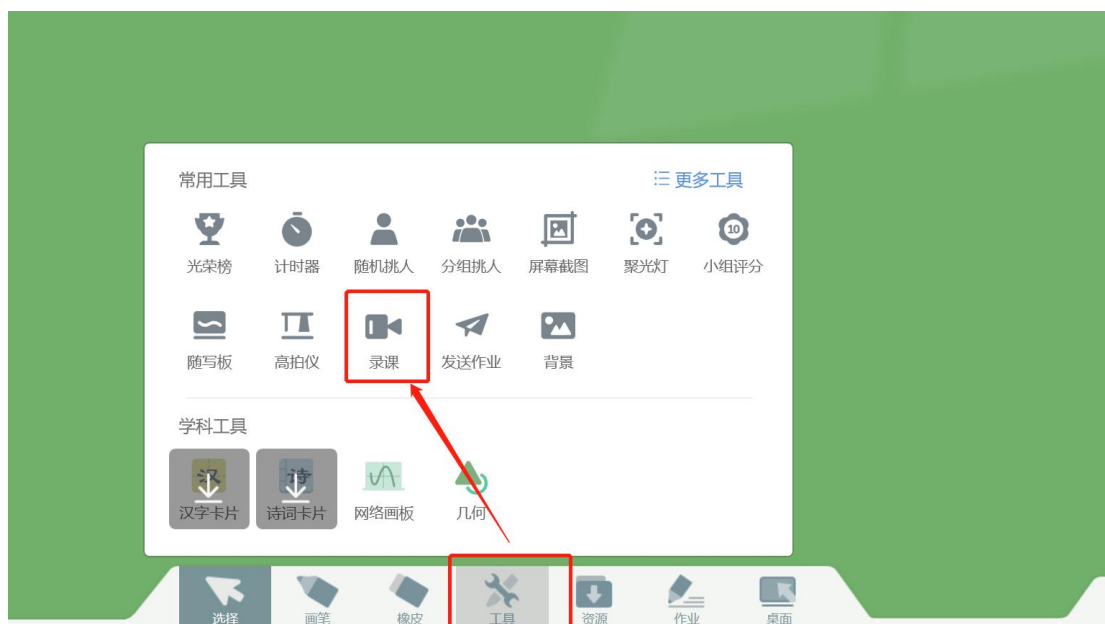 常用工具 更多工具
光荣榜 计时器 随机挑人 分组挑人 屏幕截图 聚光灯 小组评分
10
随写板 高拍仪 录课 发送作业 背景
学科工具
汉 诗
汉字卡片 诗词卡片 网络画板 几何
选择 画笔 橡皮 工具 资源 作业 桌面